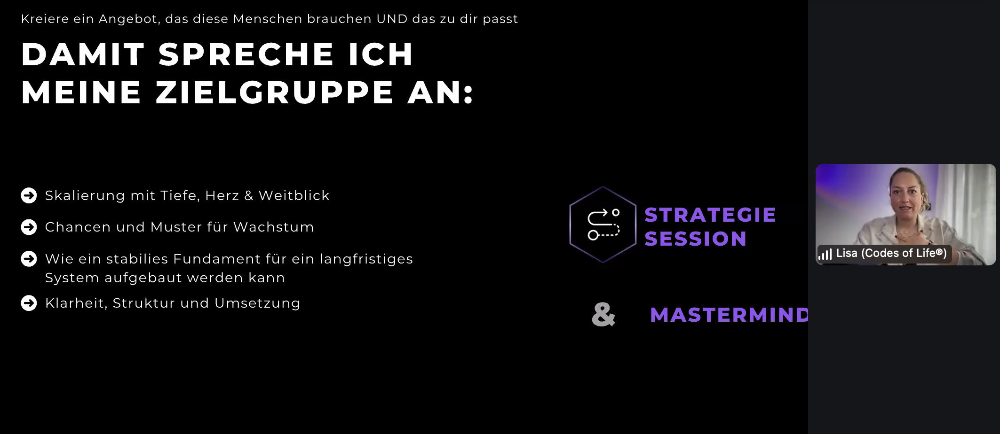 Kreiere ein Angebot, das diese Menschen brauchen UND das zu dir passt
DAMIT SPRECHE ICH
MEINE ZIELGRUPPE AN:
Skalierung mit Tiefe, Herz & Weitblick
Chancen und Muster für Wachstum
Wie ein stabilies Fundament für ein langfristiges
System aufgebaut werden kann
Klarheit, Struktur und Umsetzung
STRATEGIE
SESSION
& MASTERMIND
Lisa (Codes of Life®)